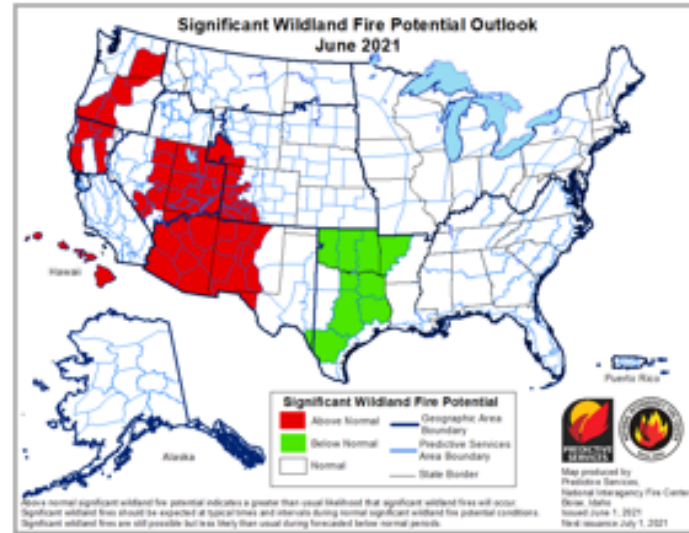 Significant Wildland Fire Potential Outlook
June 2021
Hawaii
Alaska
Puerto Rico
Significant Wildland Fire Potential
Above Normal
Below Normal
Normal
Geographic Area
Boundary
Predictive Services
Area Boundary
State Border
PREDICTIVE
SERVICES
Map produced by
Predictive Services,
National Interagency Fire Center
Boise, Idaho
Issued June 1, 2021
Next issuance July 1, 2021
Above normal significant wildland fire potential indicates a greater than usual likelihood that significant wildland fires will occur.
Significant wildland fires should be expected at typical times and intervals during normal significant wildland fire potential conditions.
Significant wildland fires are still possible but less likely than usual during forecasted below normal periods.